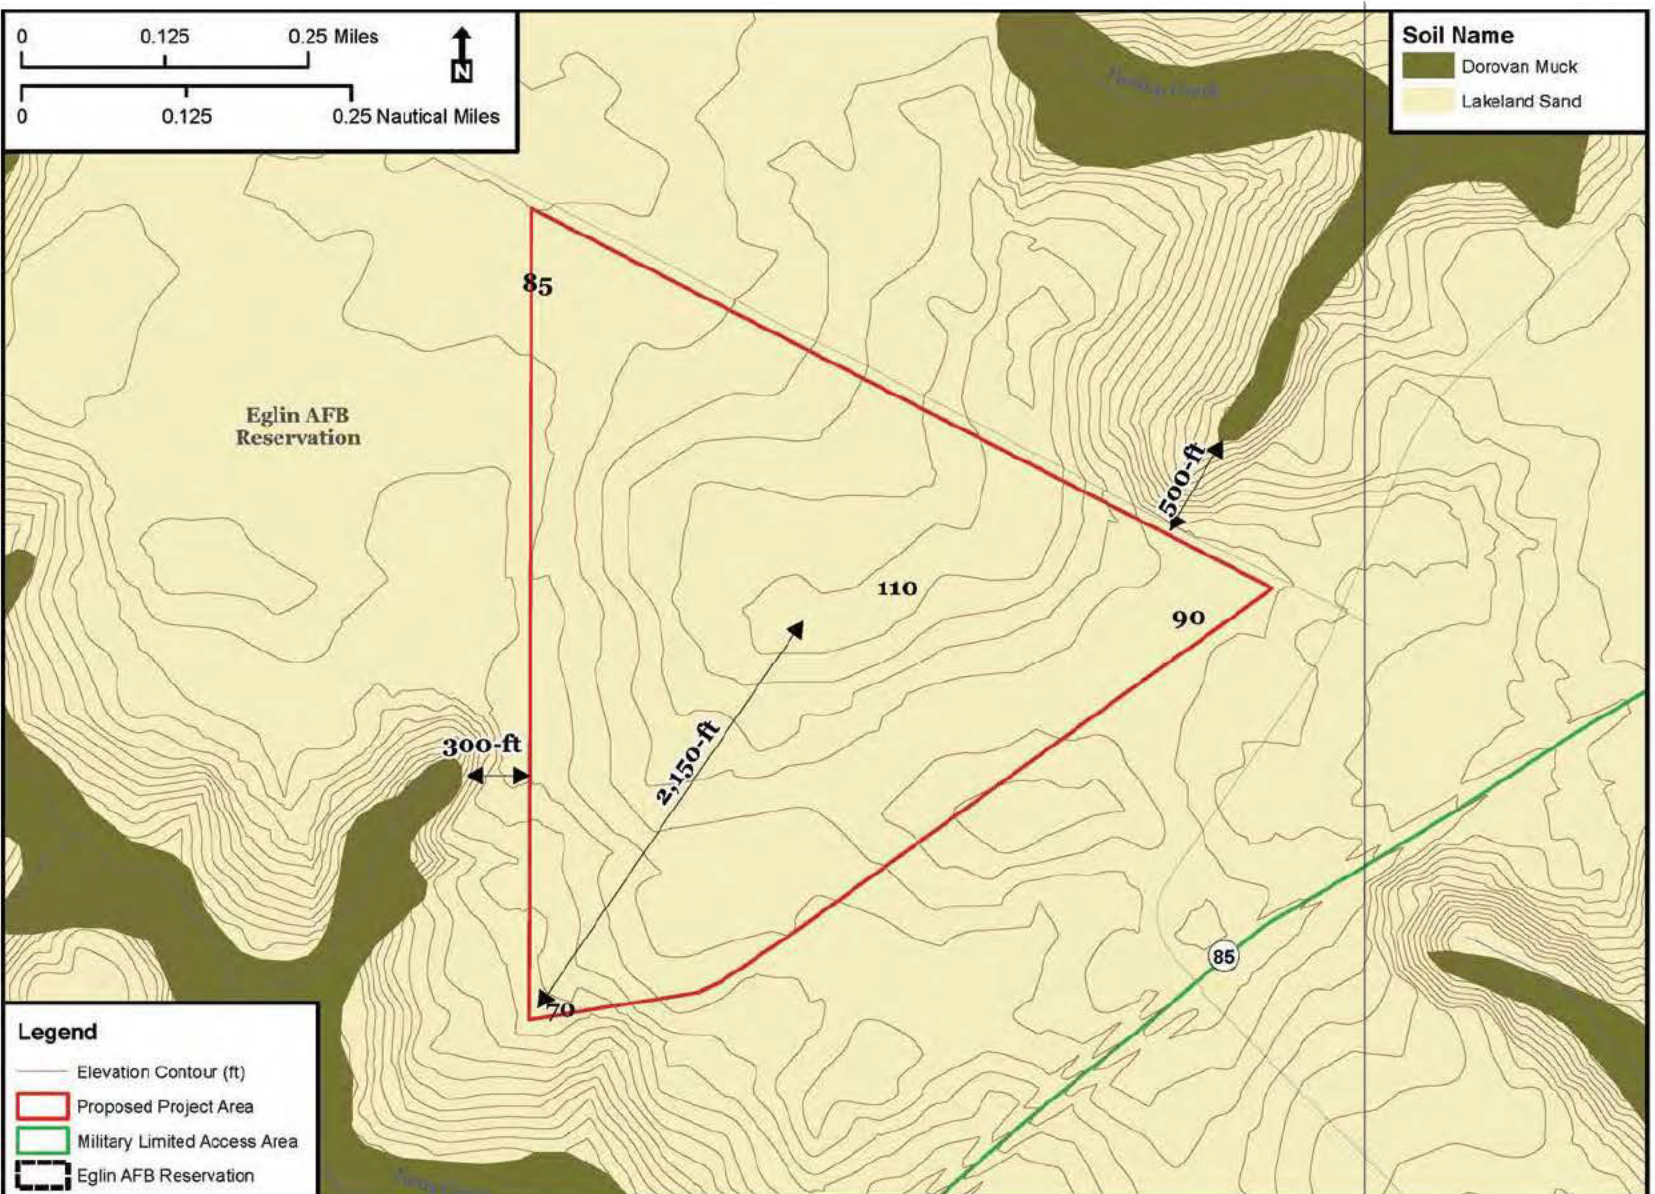 0 0.125 0.25 Miles
N
0 0.125 0.25 Nautical Miles
Soil Name
Dorovan Muck
Lakeland Sand
85
Eglin AFB
Reservation
500-ft
110
90
300-ft
2,150-ft
85
70
Legend
Elevation Contour (ft)
Proposed Project Area
Military Limited Access Area
Eglin AFB Reservation